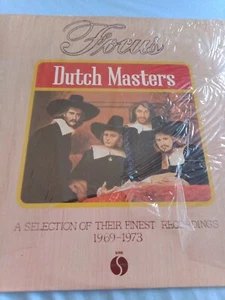 Focus
Dutch Masters
A SELECTION OF THEIR FINEST RECORDINGS
1969-1973